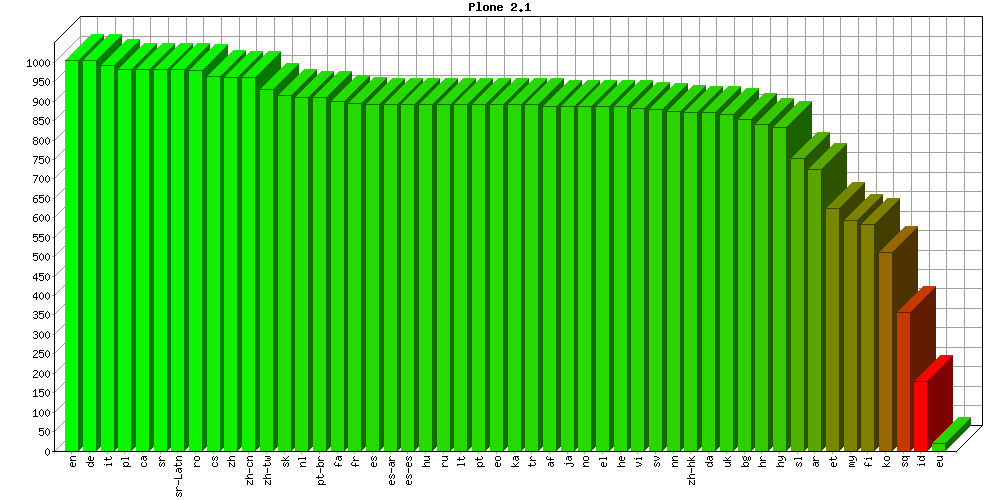 Plone 2.1
1000
950
900
850
800
750
700
650
600
550
500
450
400
350
300
250
200
150
100
50
0
en
de
it
pl
ca
sr
sr-Latn
ro
cs
zh
zh-cn
zh-tw
sk
nl
pt-br
fa
fr
es
es-ar
es-es
hu
ru
lt
pt
eo
ka
tr
af
ja
no
el
he
vi
sv
nn
zh-hk
da
uk
bg
hr
hy
sl
ar
et
my
fi
ko
sq
id
eu